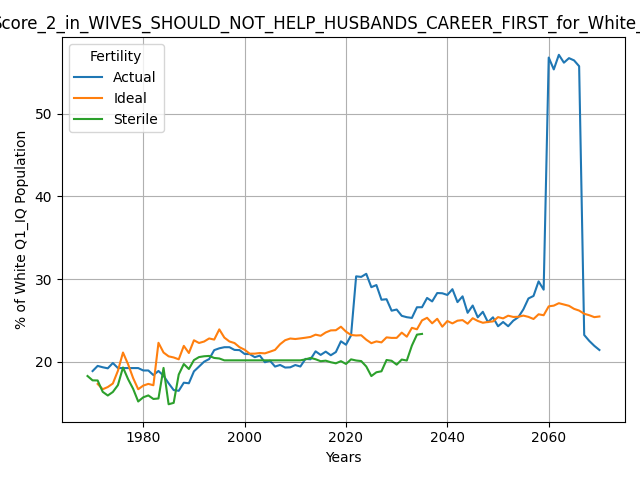 Score_2_in_WIVES_SHOULD_NOT_HELP_HUSBANDS_CAREER_FIRST_for_White_
Fertility
Actual
Ideal
Sterile
% of White Q1_IQ Population
50
40
30
20
1980
2000
2020
2040
2060
Years